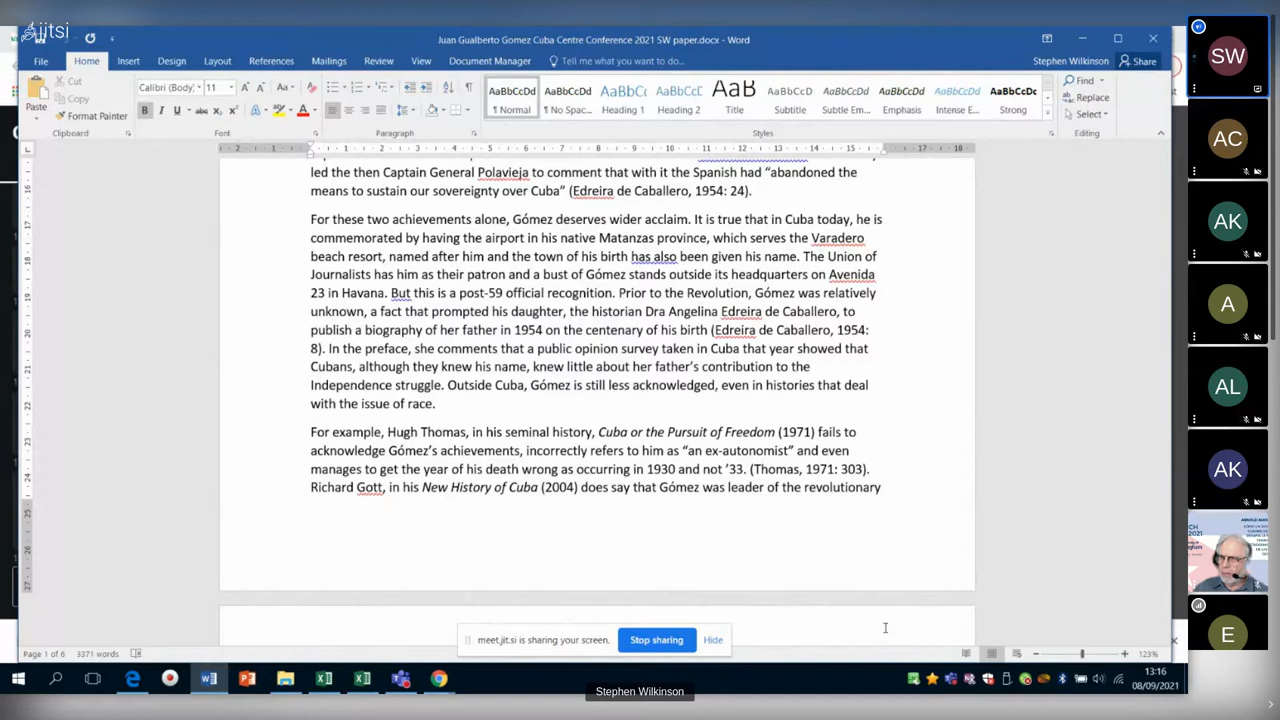 jitsi
Juan Gualberto Gomez Cuba Centre Conference 2021 SW paper.docx - Word
File Home Insert Design Layout References Mailings Review View Document Manager Tell me what you want to do... Stephen Wilkinson Share
Paste
Cut
Copy
Format Painter
Clipboard
Calibri (Body) 11
Font
Paragraph
AaBbCcDd ¶ Normal
AaBbCcDd ¶ No Spac...
AaBbCc Heading 1
AaBbCcD Heading 2
AaB Title
AaBbCcD Subtitle
AaBbCcDd Subtle Em...
AaBbCcDd Emphasis
AaBbCcDd Intense E...
AaBbCcDc Strong
Styles
Find
Replace
Select
Editing
led the then Captain General Polavieja to comment that with it the Spanish had “abandoned the
means to sustain our sovereignty over Cuba” (Edreira de Caballero, 1954: 24).
For these two achievements alone, Gómez deserves wider acclaim. It is true that in Cuba today, he is
commemorated by having the airport in his native Matanzas province, which serves the Varadero
beach resort, named after him and the town of his birth has also been given his name. The Union of
Journalists has him as their patron and a bust of Gómez stands outside its headquarters on Avenida
23 in Havana. But this is a post-59 official recognition. Prior to the Revolution, Gómez was relatively
unknown, a fact that prompted his daughter, the historian Dra Angelina Edreira de Caballero, to
publish a biography of her father in 1954 on the centenary of his birth (Edreira de Caballero, 1954:
8). In the preface, she comments that a public opinion survey taken in Cuba that year showed that
Cubans, although they knew his name, knew little about her father’s contribution to the
Independence struggle. Outside Cuba, Gómez is still less acknowledged, even in histories that deal
with the issue of race.
For example, Hugh Thomas, in his seminal history, Cuba or the Pursuit of Freedom (1971) fails to
acknowledge Gómez’s achievements, incorrectly refers to him as “an ex-autonomist” and even
manages to get the year of his death wrong as occurring in 1930 and not ’33. (Thomas, 1971: 303).
Richard Gott, in his New History of Cuba (2004) does say that Gómez was leader of the revolutionary
meet.jit.si is sharing your screen. Stop sharing Hide
Page 1 of 6 3371 words 123%
13:16
08/09/2021
Stephen Wilkinson
SW
AC
AK
A
AL
AK
E